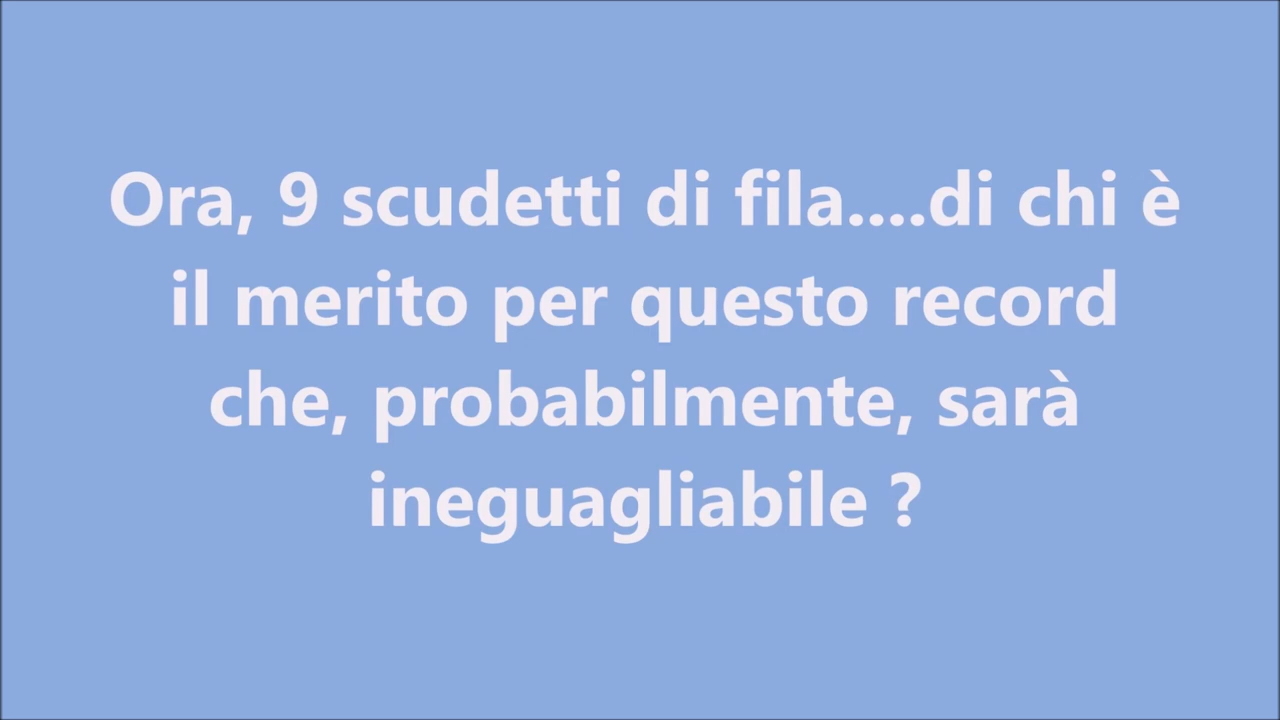 Ora, 9 scudetti di fila....di chi è
il merito per questo record
che, probabilmente, sarà
ineguagliabile ?